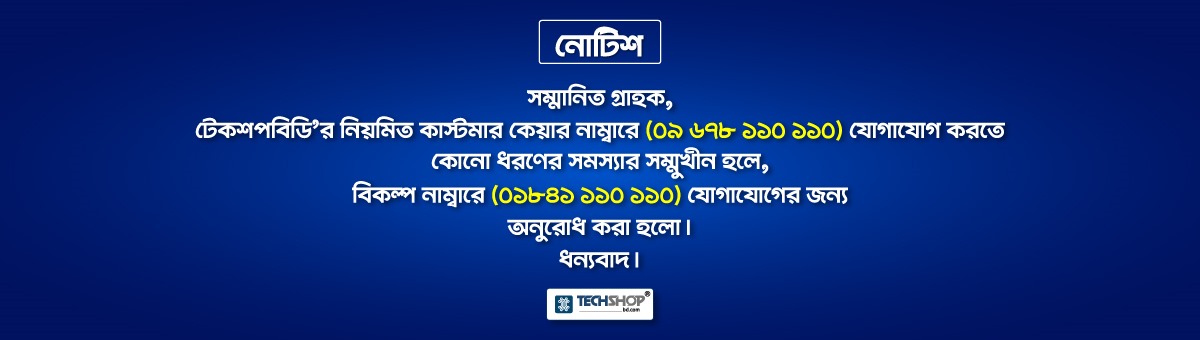 নোটিশ
সম্মানিত গ্রাহক,
টেকশপবিডি’র নিয়মিত কাস্টমার কেয়ার নাম্বারে (০৯ ৬৭৮ ১১০ ১১০) যোগাযোগ করতে
কোনো ধরণের সমস্যার সম্মুখীন হলে,
বিকল্প নাম্বারে (০১৮৪১ ১১০ ১১০) যোগাযোগের জন্য
অনুরোধ করা হলো।
ধন্যবাদ।
TECHSHOP®
bd.com